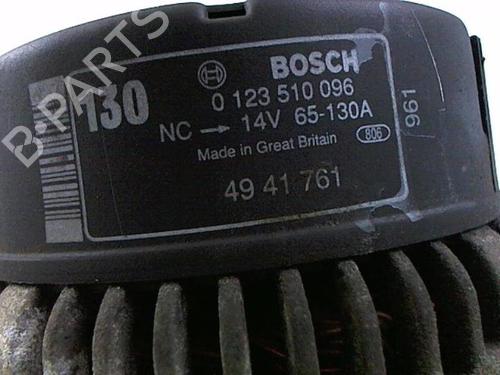 B-PARTS
130
BOSCH
0 123 510 096
NC → 14V 65-130A
Made in Great Britain
806
961
49 41 761